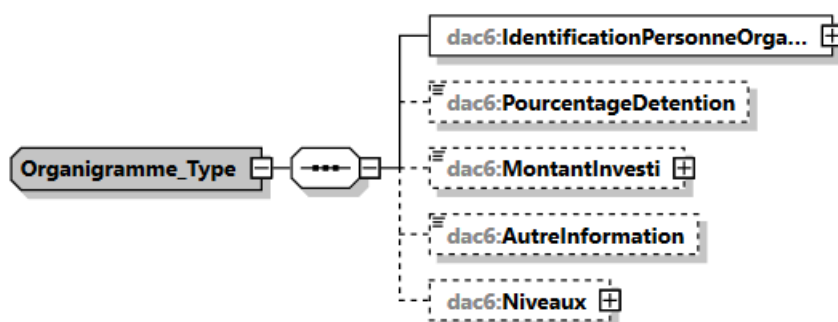 dac6:IdentificationPersonneOrga...
dac6:PourcentageDetention
Organigramme_Type
dac6:MontantInvesti
dac6:AutreInformation
dac6:Niveaux